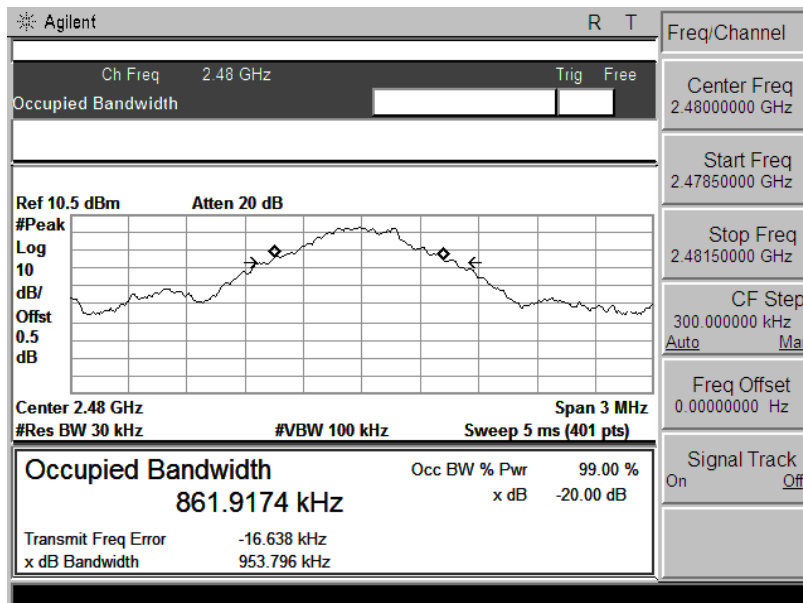 Agilent R T
Ch Freq 2.48 GHz Trig Free
Occupied Bandwidth
Ref 10.5 dBm Atten 20 dB
#Peak
Log
10
dB/
Offst
0.5
dB
Center 2.48 GHz Span 3 MHz
#Res BW 30 kHz #VBW 100 kHz Sweep 5 ms (401 pts)
Occupied Bandwidth Occ BW % Pwr 99.00 %
861.9174 kHz x dB -20.00 dB
Transmit Freq Error -16.638 kHz
x dB Bandwidth 953.796 kHz
Freq/Channel
Center Freq
2.48000000 GHz
Start Freq
2.47850000 GHz
Stop Freq
2.48150000 GHz
CF Step
300.000000 kHz
Auto Ma
Freq Offset
0.00000000 Hz
Signal Track
On Off